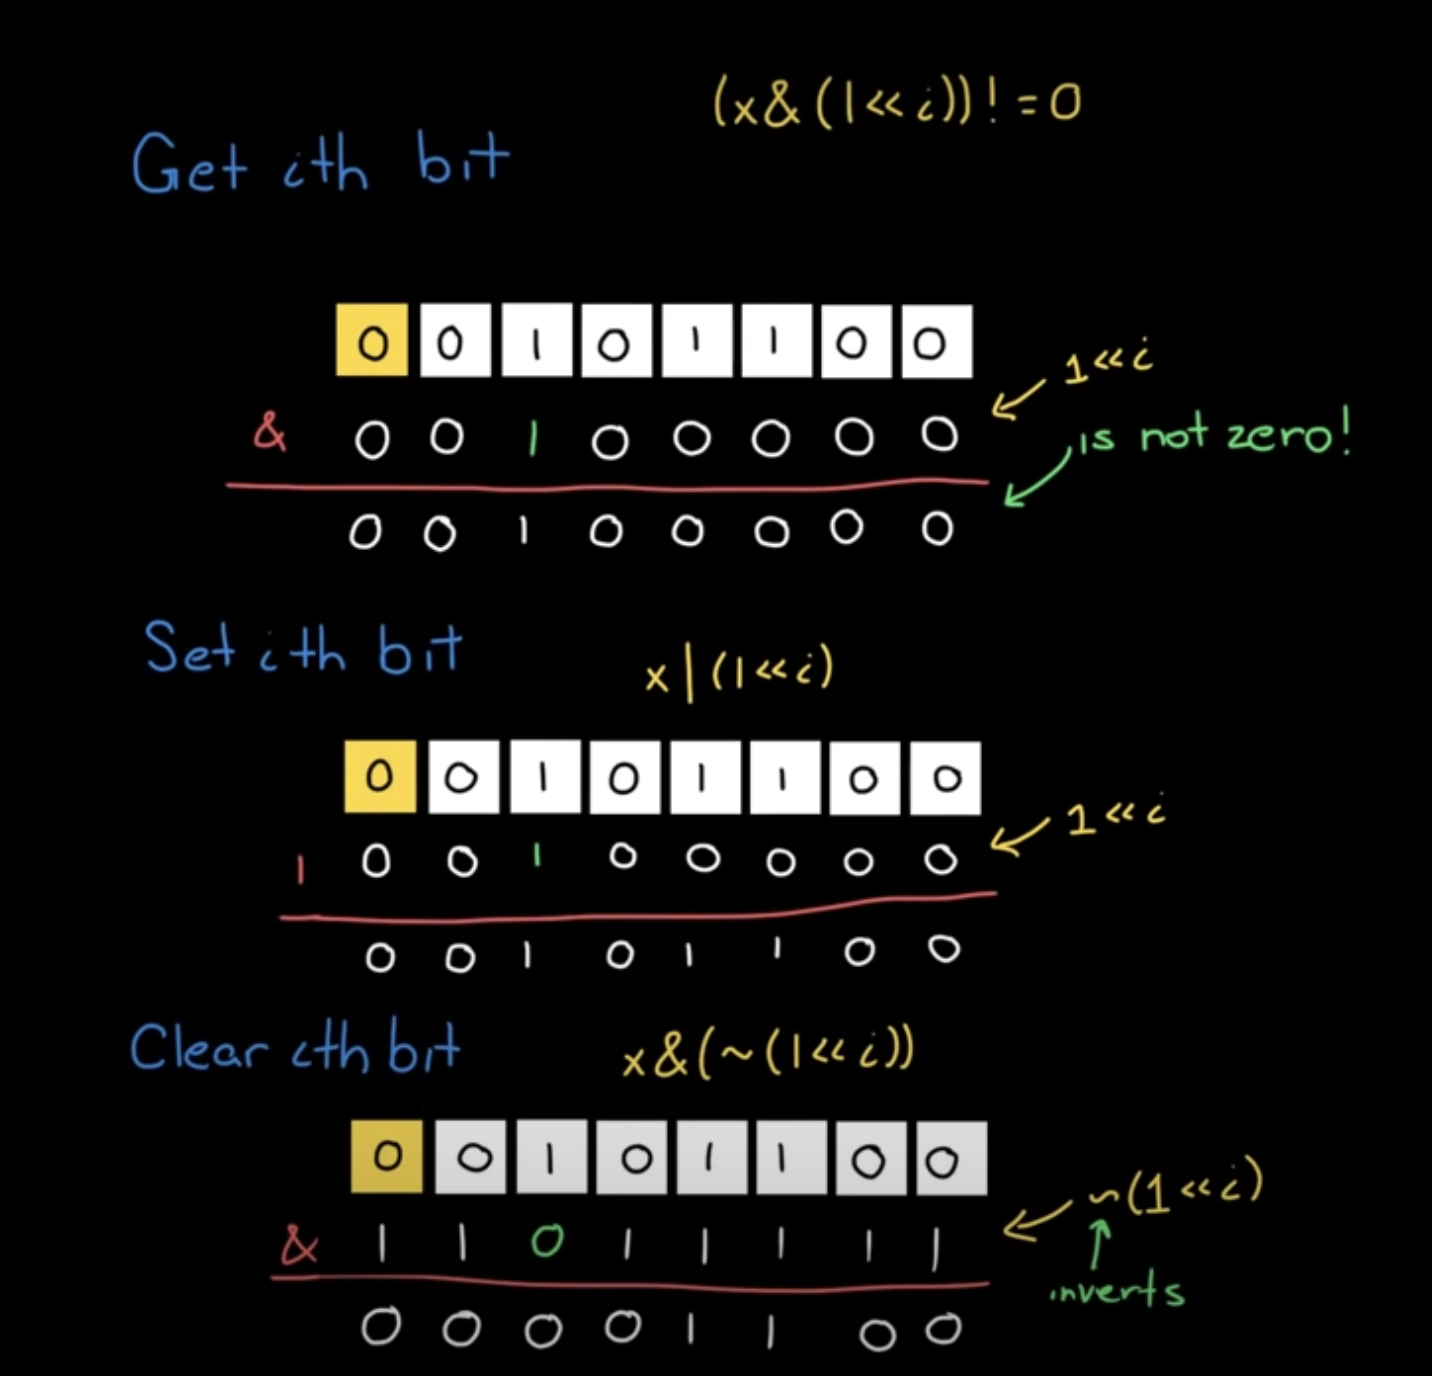 (x&(1<<i))!=0
Get ith bit
0 0 1 0 1 1 0 0
1<<i
& 0 0 1 0 0 0 0 0
is not zero!
0 0 1 0 0 0 0 0
Set ith bit
x|(1<<i)
0 0 1 0 1 1 0 0
1<<i
| 0 0 1 0 0 0 0 0
0 0 1 0 1 1 0 0
Clear ith bit
x&(~(1<<i))
0 0 1 0 1 1 0 0
~(1<<i)
& 1 1 0 1 1 1 1 1
inverts
0 0 0 0 1 1 0 0